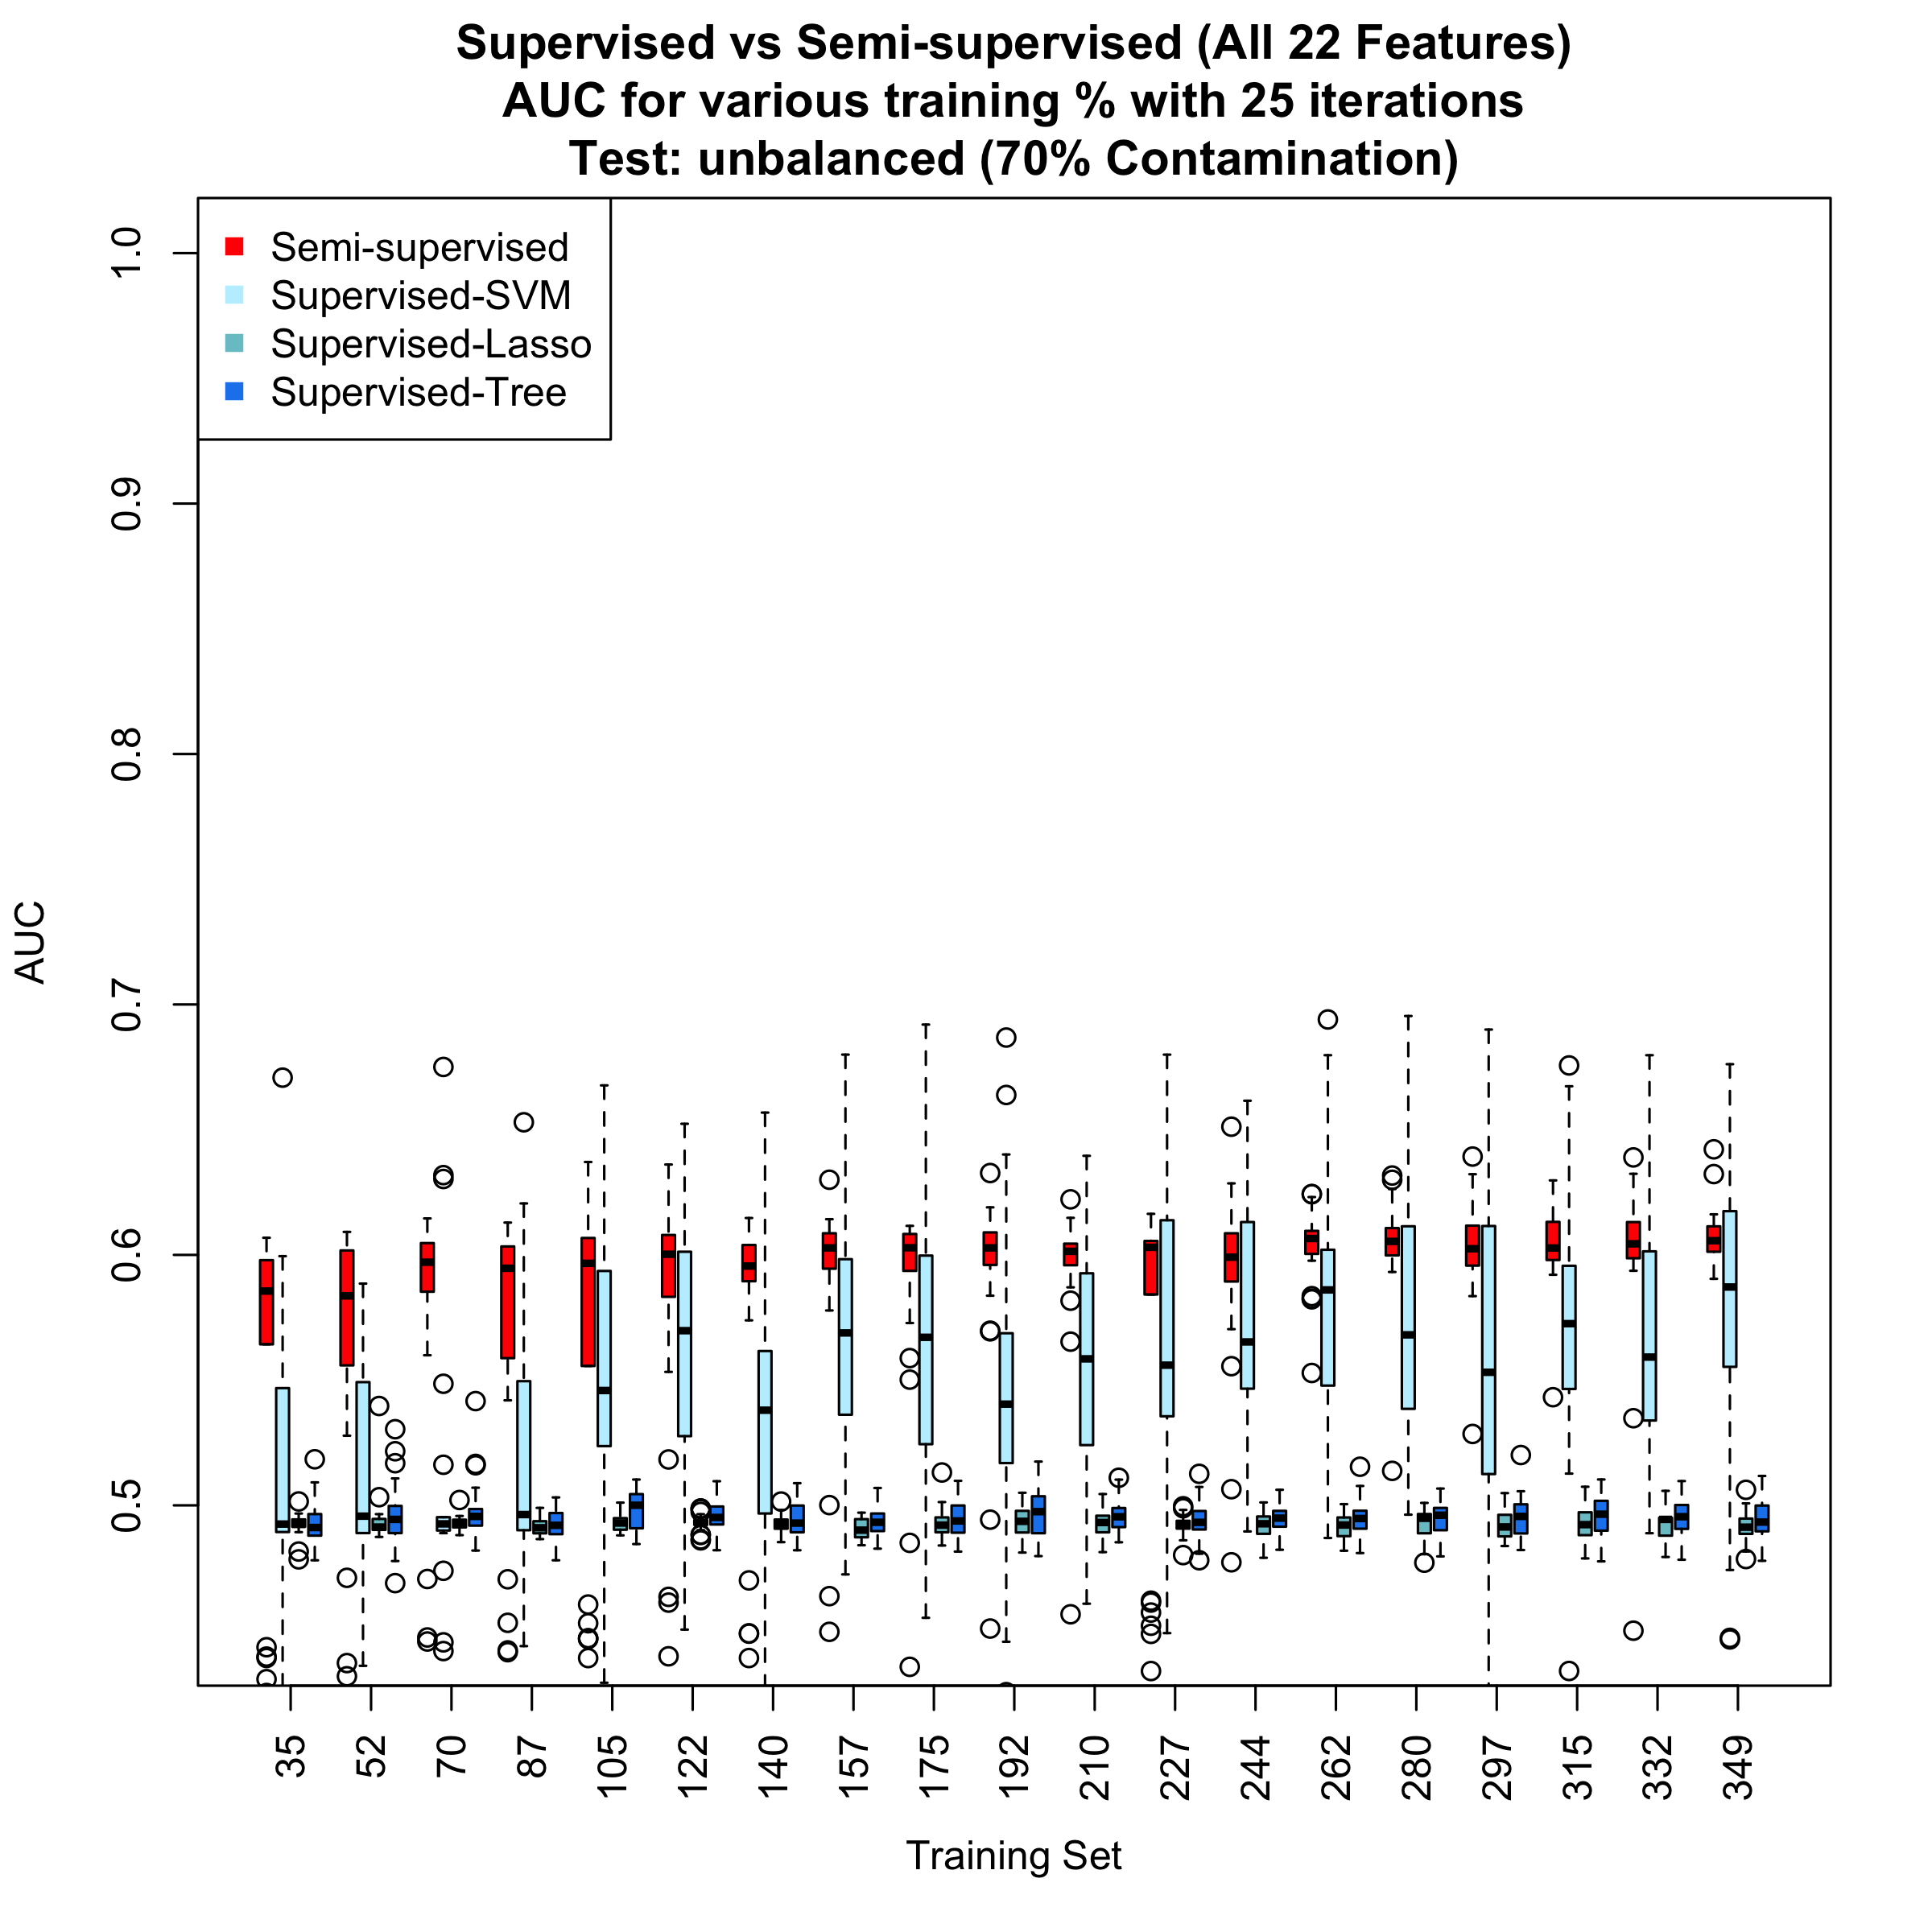 Supervised vs Semi-supervised (All 22 Features)
AUC for various training % with 25 iterations
Test: unbalanced (70% Contamination)
Semi-supervised
Supervised-SVM
Supervised-Lasso
Supervised-Tree
1.0
0.9
0.8
0.7
0.6
0.5
AUC
35 52 70 87 105 122 140 157 175 192 210 227 244 262 280 297 315 332 349
Training Set